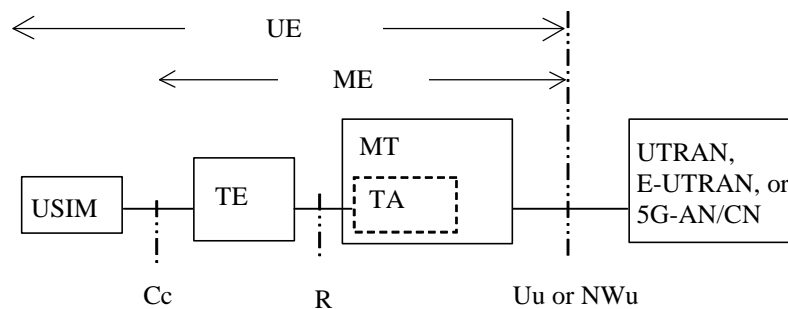 UE
ME
MT
UTRAN,
E-UTRAN, or
5G-AN/CN
USIM
TE
TA
Cc
R
Uu or NWu